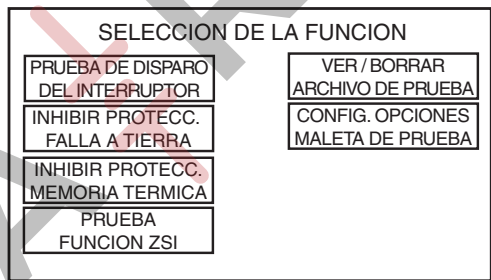 SELECCION DE LA FUNCION
PRUEBA DE DISPARO
DEL INTERRUPTOR
INHIBIR PROTECC.
FALLA A TIERRA
INHIBIR PROTECC.
MEMORIA TERMICA
PRUEBA
FUNCION ZSI
VER / BORRAR
ARCHIVO DE PRUEBA
CONFIG. OPCIONES
MALETA DE PRUEBA